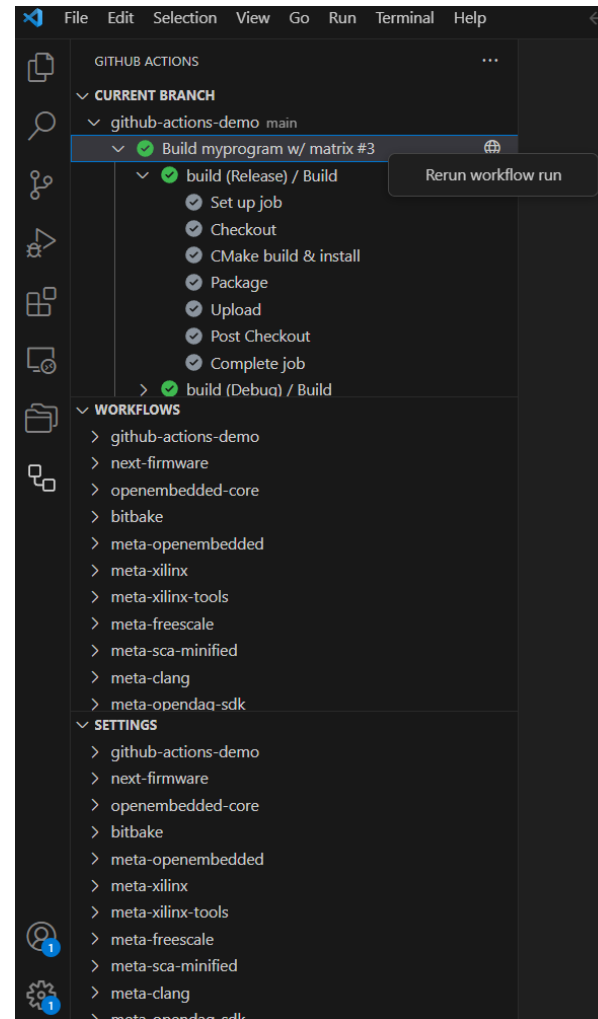 File Edit Selection View Go Run Terminal Help
GITHUB ACTIONS
CURRENT BRANCH
github-actions-demo main
Build myprogram w/ matrix #3
Rerun workflow run
build (Release) / Build
Set up job
Checkout
CMake build & install
Package
Upload
Post Checkout
Complete job
build (Debug) / Build
WORKFLOWS
github-actions-demo
next-firmware
openembedded-core
bitbake
meta-openembedded
meta-xilinx
meta-xilinx-tools
meta-freescale
meta-sca-minified
meta-clang
meta-opendaq-sdk
SETTINGS
github-actions-demo
next-firmware
openembedded-core
bitbake
meta-openembedded
meta-xilinx
meta-xilinx-tools
meta-freescale
1
meta-sca-minified
meta-clang
1
meta-opendaq-sdk